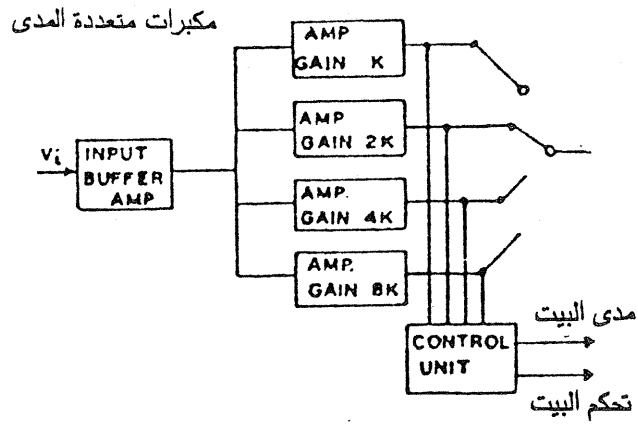 مكبرات متعددة المدى
AMP
GAIN K
AMP
GAIN 2K
Vi
INPUT
BUFFER
AMP
AMP.
GAIN 4K
AMP.
GAIN 8K
مدى البيت
CONTROL
UNIT
تحكم البيت